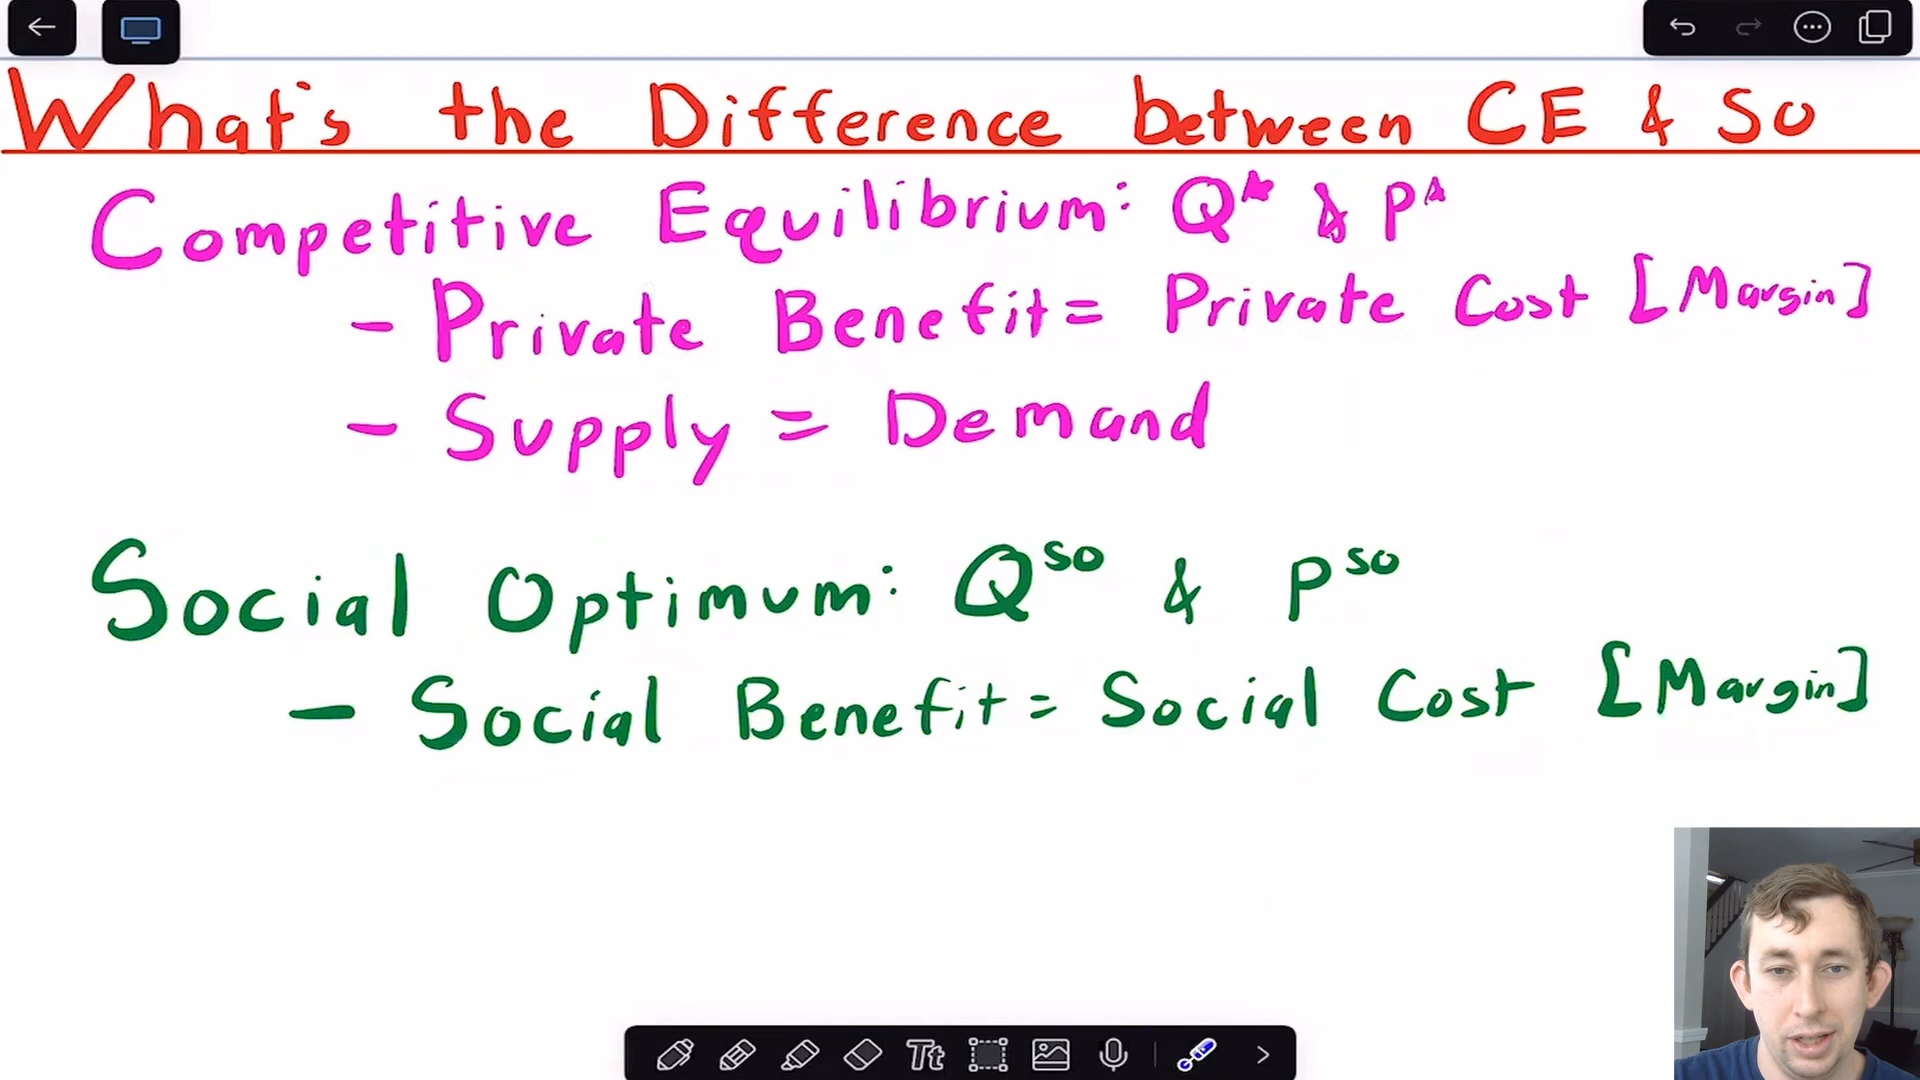 What's the Difference between CE & SO
Competitive Equilibrium: Q* & P*
- Private Benefit = Private Cost [Margin]
- Supply = Demand
Social Optimum: Q^SO & P^SO
- Social Benefit = Social Cost [Margin]
Tt